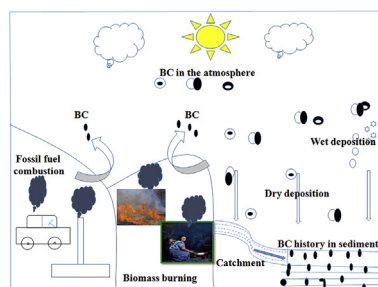 BC in the atmosphere
BC
BC
Wet deposition
Fossil fuel
combustion
Dry deposition
BC history in sediment
Catchment
Biomass burning